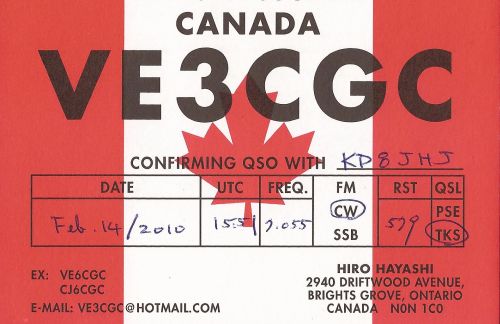 CANADA
VE3CGC
CONFIRMING QSO WITH KD8JHJ
DATE UTC FREQ. FM RST QSL
Feb. 14/2010 1551 7.055 CW 579 PSE
SSB TKS
EX: VE6CGC
CJ6CGC
E-MAIL: VE3CGC@HOTMAIL.COM
HIRO HAYASHI
2940 DRIFTWOOD AVENUE,
BRIGHTS GROVE, ONTARIO
CANADA N0N 1C0